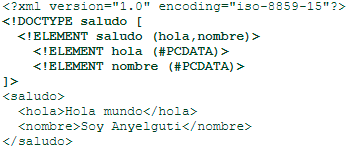 <?xml version="1.0" encoding="iso-8859-15"?>
<!DOCTYPE saludo [
  <!ELEMENT saludo (hola,nombre)>
    <!ELEMENT hola (#PCDATA)>
    <!ELEMENT nombre (#PCDATA)>
]>
<saludo>
  <hola>Hola mundo</hola>
  <nombre>Soy Anyelguti</nombre>
</saludo>